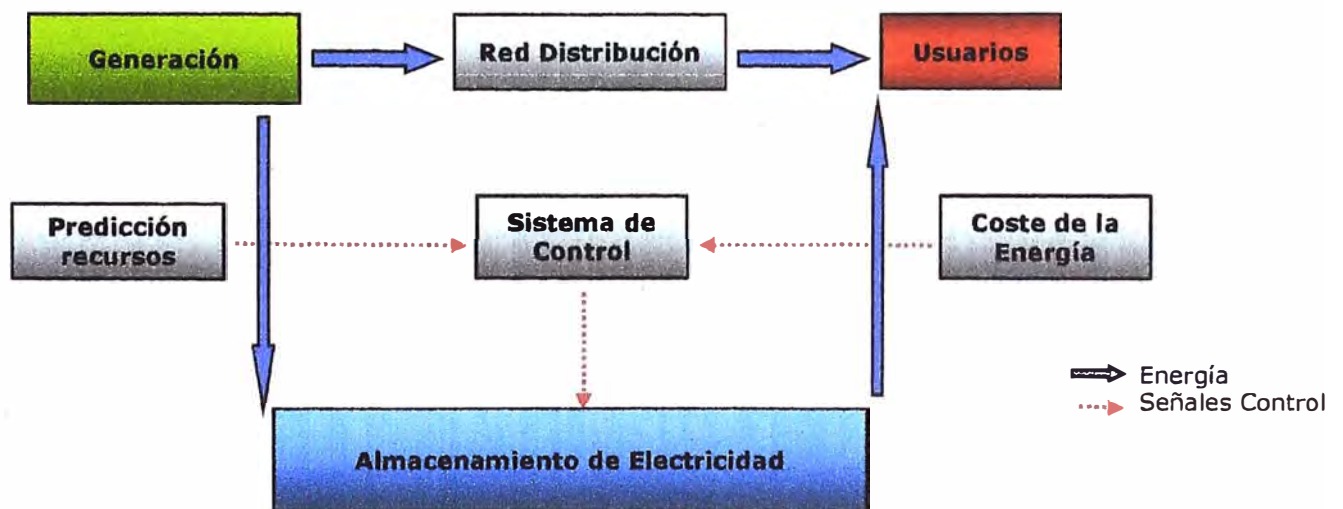 Generación
Red Distribución
Usuarios
Predicción
recursos
Sistema de
Control
Coste de la
Energía
Energía
Señales Control
Almacenamiento de Electricidad